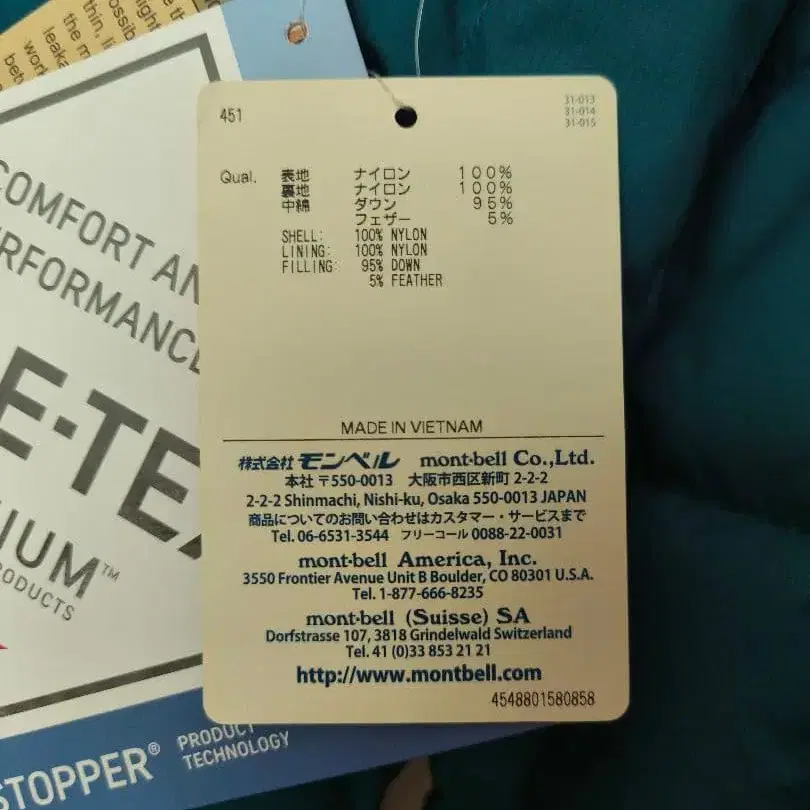 451
31-013
31-014
31-015
Qual. 表地 ナイロン 100%
裏地 ナイロン 100%
中綿 ダウン 95%
フェザー 5%
SHELL: 100% NYLON
LINING: 100% NYLON
FILLING: 95% DOWN
5% FEATHER
MADE IN VIETNAM
株式会社 モンベル mont-bell Co.,Ltd.
本社 〒550-0013 大阪市西区新町 2-2-2
2-2-2 Shinmachi, Nishi-ku, Osaka 550-0013 JAPAN
商品についてのお問い合わせはカスタマー・サービスまで
Tel. 06-6531-3544 フリーコール 0088-22-0031
mont-bell America, Inc.
3550 Frontier Avenue Unit B Boulder, CO 80301 U.S.A.
Tel. 1-877-666-8235
mont-bell (Suisse) SA
Dorfstrasse 107, 3818 Grindelwald Switzerland
Tel. 41 (0)33 853 21 21
http://www.montbell.com
4548801580858
COMFORT AN
RFORMANC
E-TE
IUM™
RODUCTS
STOPPER® PRODUCT
TECHNOLOGY